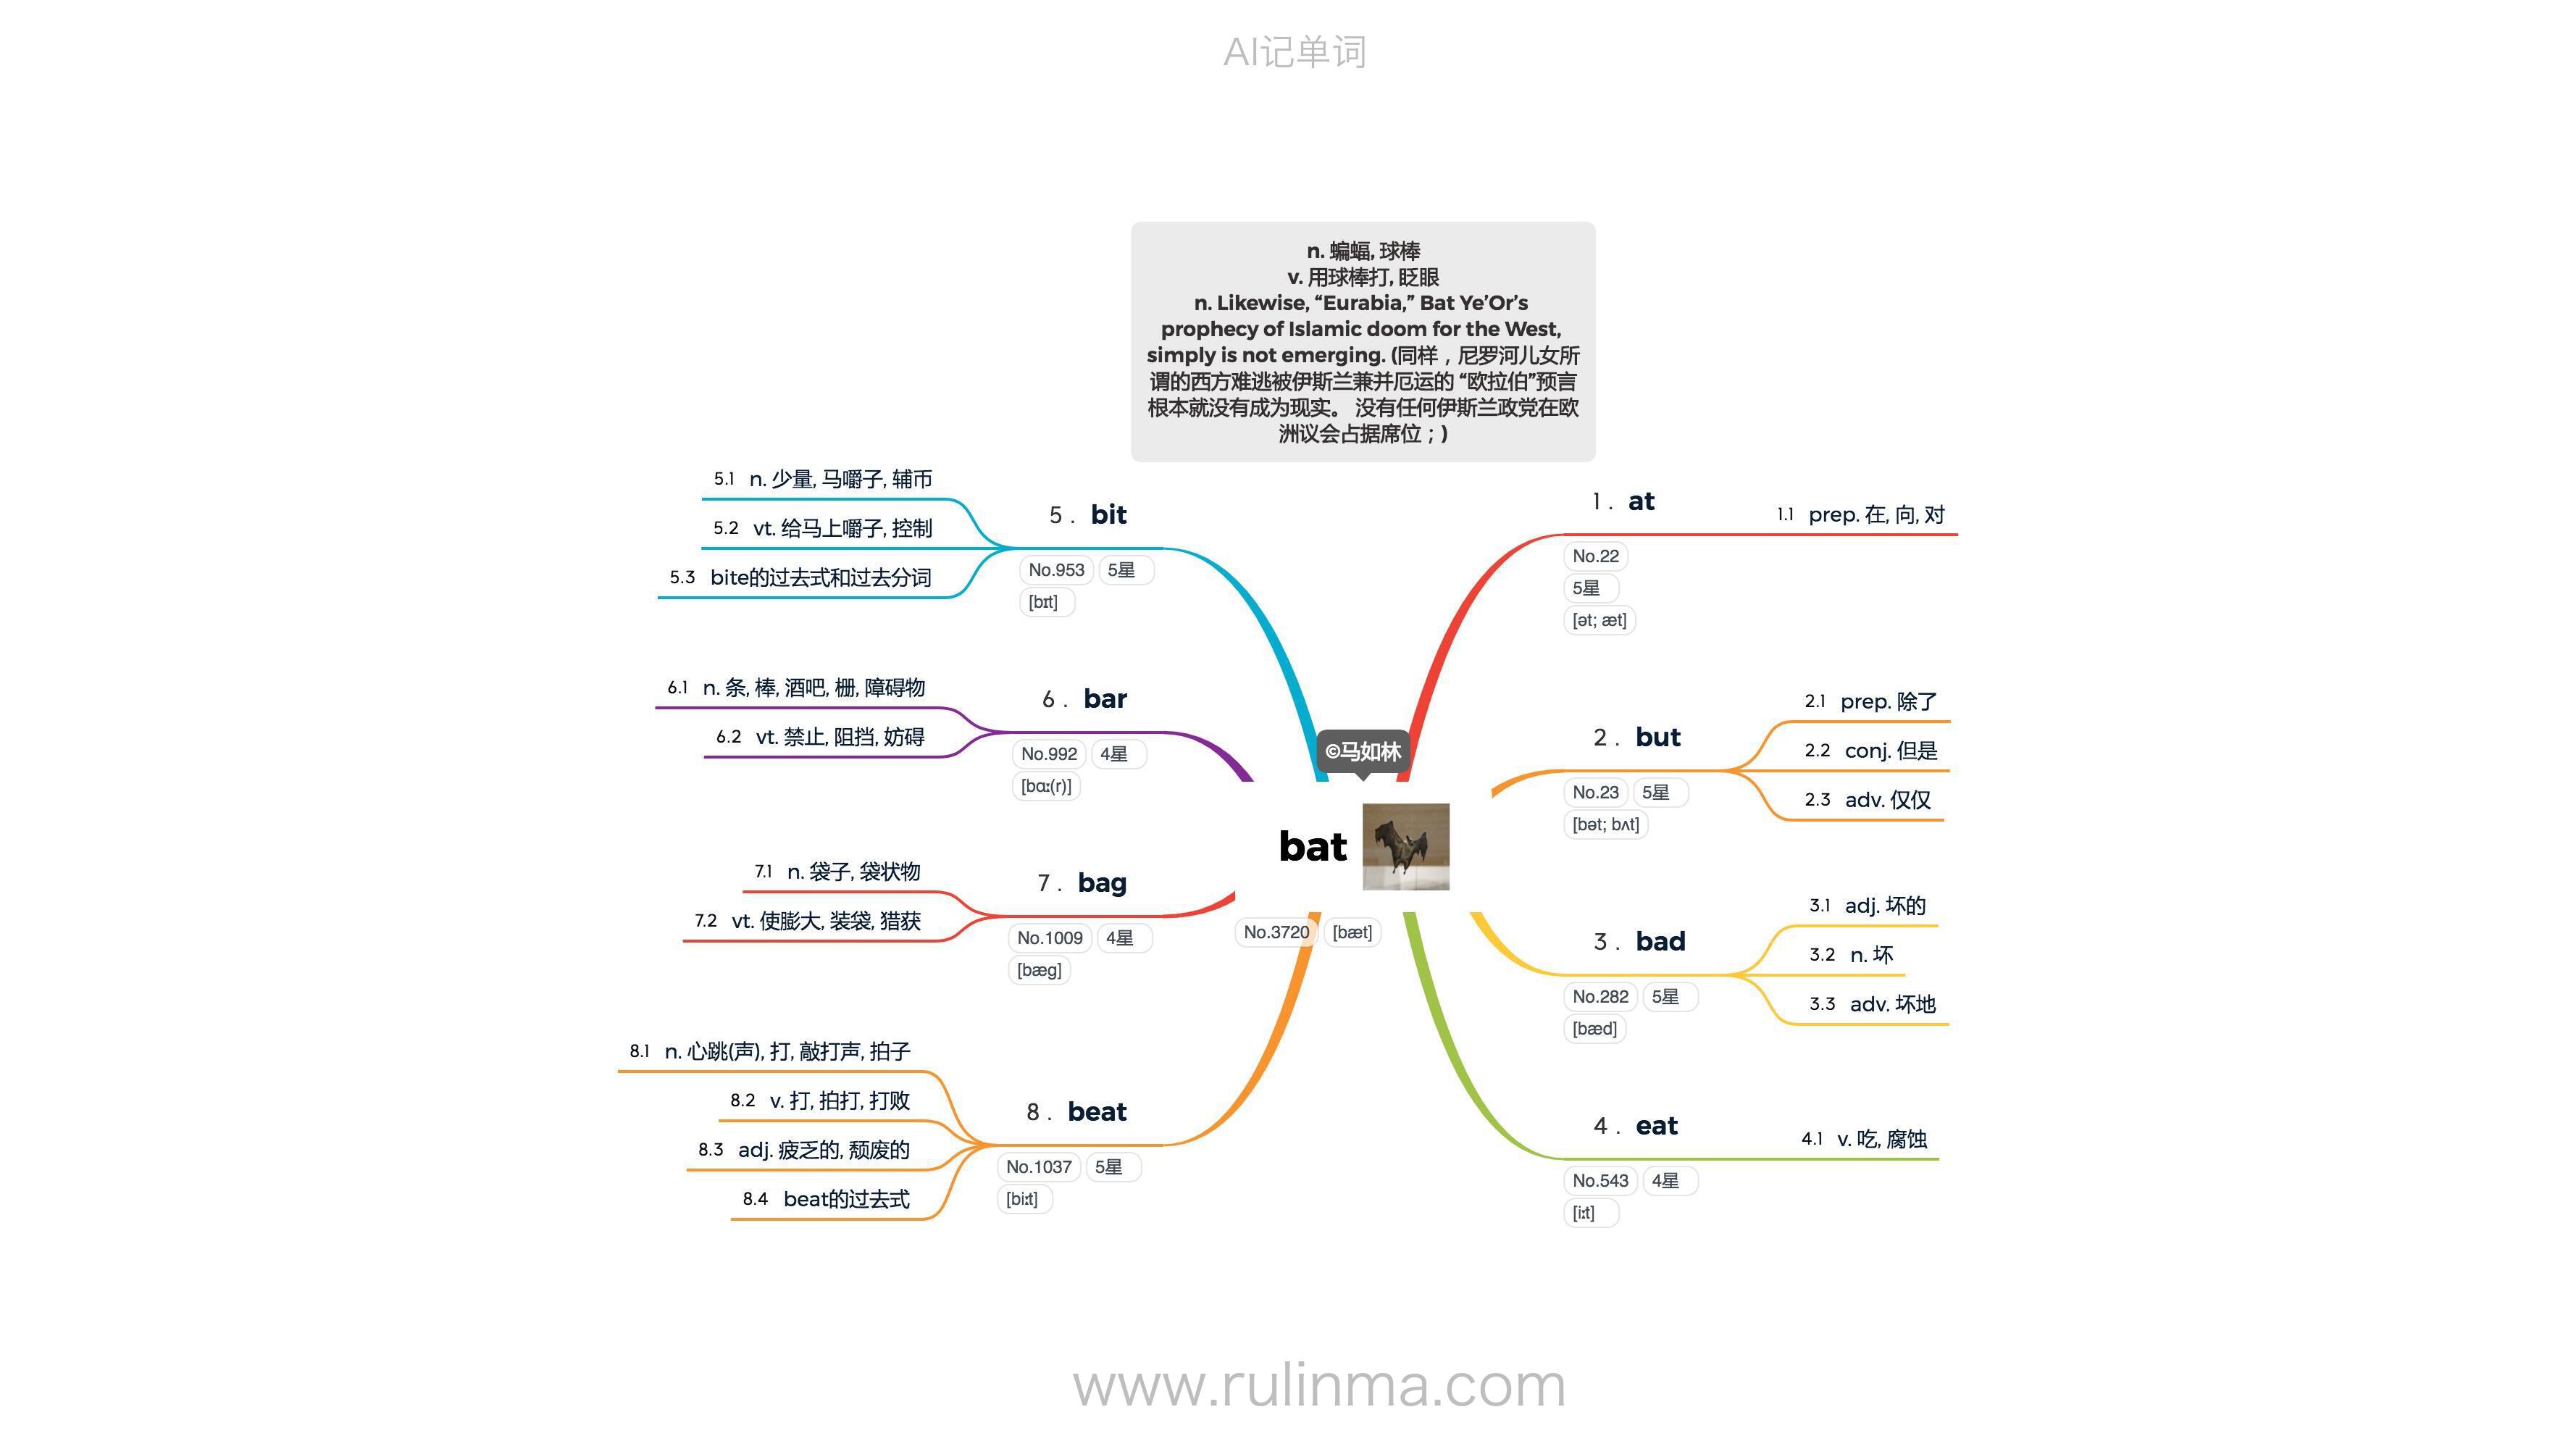 AI记单词
n. 蝙蝠, 球棒
v. 用球棒打, 眨眼
n. Likewise, “Eurabia,” Bat Ye’Or’s
prophecy of Islamic doom for the West,
simply is not emerging. (同样，尼罗河儿女所
谓的西方难逃被伊斯兰兼并厄运的 “欧拉伯”预言
根本就没有成为现实。 没有任何伊斯兰政党在欧
洲议会占据席位；)
©马如林
bat
No.3720 [bæt]
1. at
No.22
5星
[ət; æt]
1.1 prep. 在, 向, 对
2. but
No.23 5星
[bət; bʌt]
2.1 prep. 除了
2.2 conj. 但是
2.3 adv. 仅仅
3. bad
No.282 5星
[bæd]
3.1 adj. 坏的
3.2 n. 坏
3.3 adv. 坏地
4. eat
No.543 4星
[iːt]
4.1 v. 吃, 腐蚀
5. bit
No.953 5星
[bɪt]
5.1 n. 少量, 马嚼子, 辅币
5.2 vt. 给马上嚼子, 控制
5.3 bite的过去式和过去分词
6. bar
No.992 4星
[bɑː(r)]
6.1 n. 条, 棒, 酒吧, 栅, 障碍物
6.2 vt. 禁止, 阻挡, 妨碍
7. bag
No.1009 4星
[bæg]
7.1 n. 袋子, 袋状物
7.2 vt. 使膨大, 装袋, 猎获
8. beat
No.1037 5星
[biːt]
8.1 n. 心跳(声), 打, 敲打声, 拍子
8.2 v. 打, 拍打, 打败
8.3 adj. 疲乏的, 颓废的
8.4 beat的过去式
www.rulinma.com